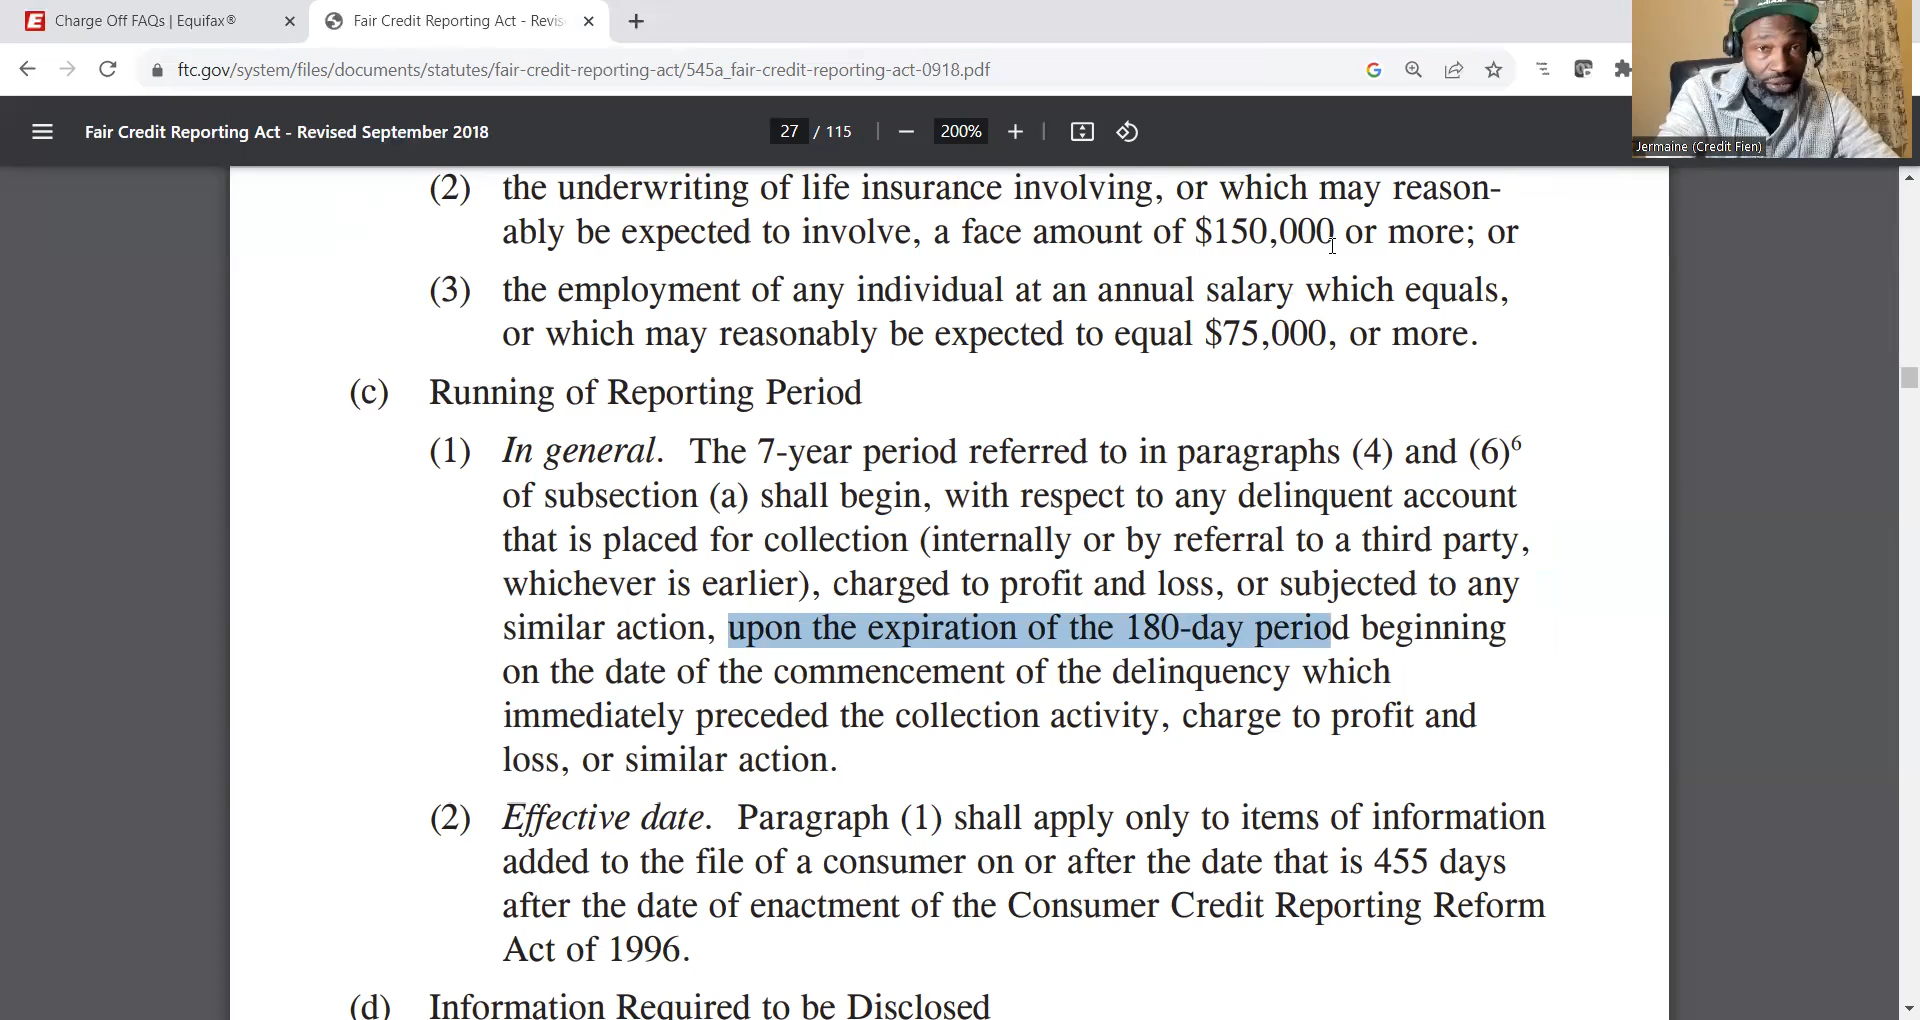 Charge Off FAQs | Equifax®
Fair Credit Reporting Act - Revis
ftc.gov/system/files/documents/statutes/fair-credit-reporting-act/545a_fair-credit-reporting-act-0918.pdf
Jermaine (Credit Fien)
Fair Credit Reporting Act - Revised September 2018
27 / 115
200%
(2) the underwriting of life insurance involving, or which may reason-
ably be expected to involve, a face amount of $150,000 or more; or
(3) the employment of any individual at an annual salary which equals,
or which may reasonably be expected to equal $75,000, or more.
(c) Running of Reporting Period
(1) In general. The 7-year period referred to in paragraphs (4) and (6)6
of subsection (a) shall begin, with respect to any delinquent account
that is placed for collection (internally or by referral to a third party,
whichever is earlier), charged to profit and loss, or subjected to any
similar action, upon the expiration of the 180-day period beginning
on the date of the commencement of the delinquency which
immediately preceded the collection activity, charge to profit and
loss, or similar action.
(2) Effective date. Paragraph (1) shall apply only to items of information
added to the file of a consumer on or after the date that is 455 days
after the date of enactment of the Consumer Credit Reporting Reform
Act of 1996.
(d) Information Required to be Disclosed